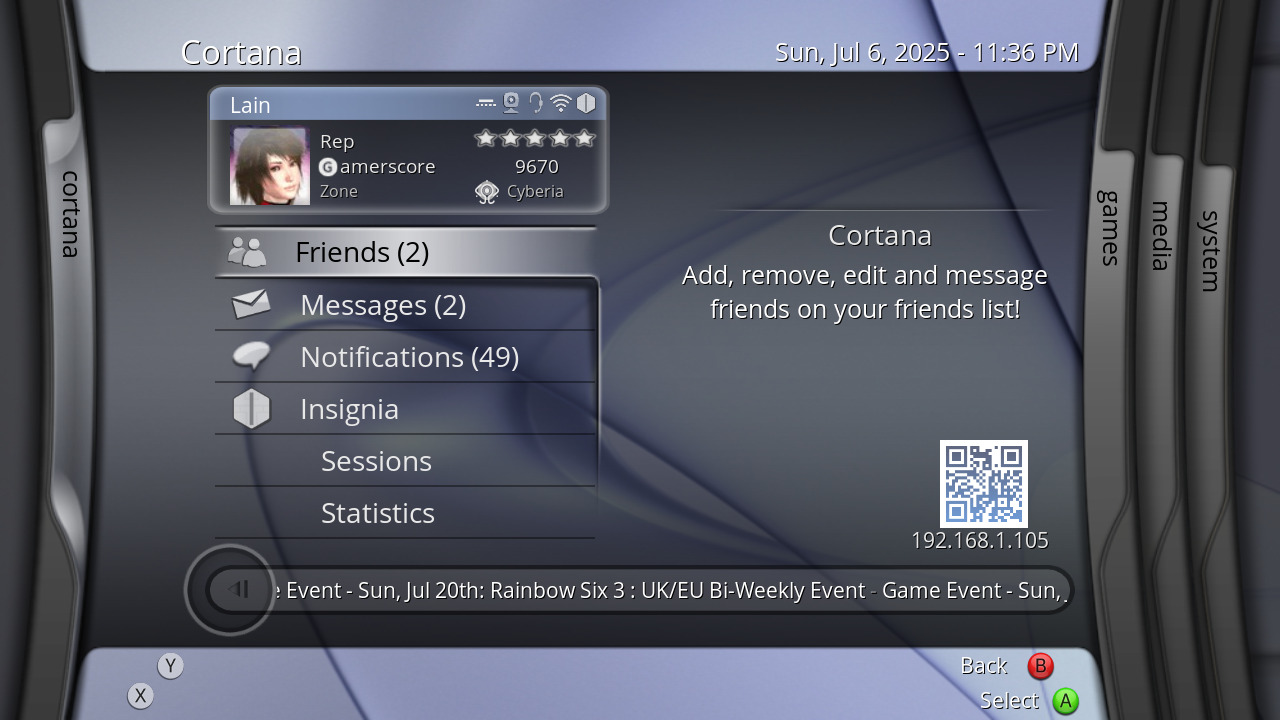 Cortana
Sun, Jul 6, 2025 - 11:36 PM
cortana
Lain
Rep
Gamerscore 9670
Zone Cyberia
Friends (2)
Messages (2)
Notifications (49)
Insignia
Sessions
Statistics
Cortana
Add, remove, edit and message
friends on your friends list!
192.168.1.105
games
media
system
Event - Sun, Jul 20th: Rainbow Six 3 : UK/EU Bi-Weekly Event - Game Event - Sun,
Y
X
Back B
Select A